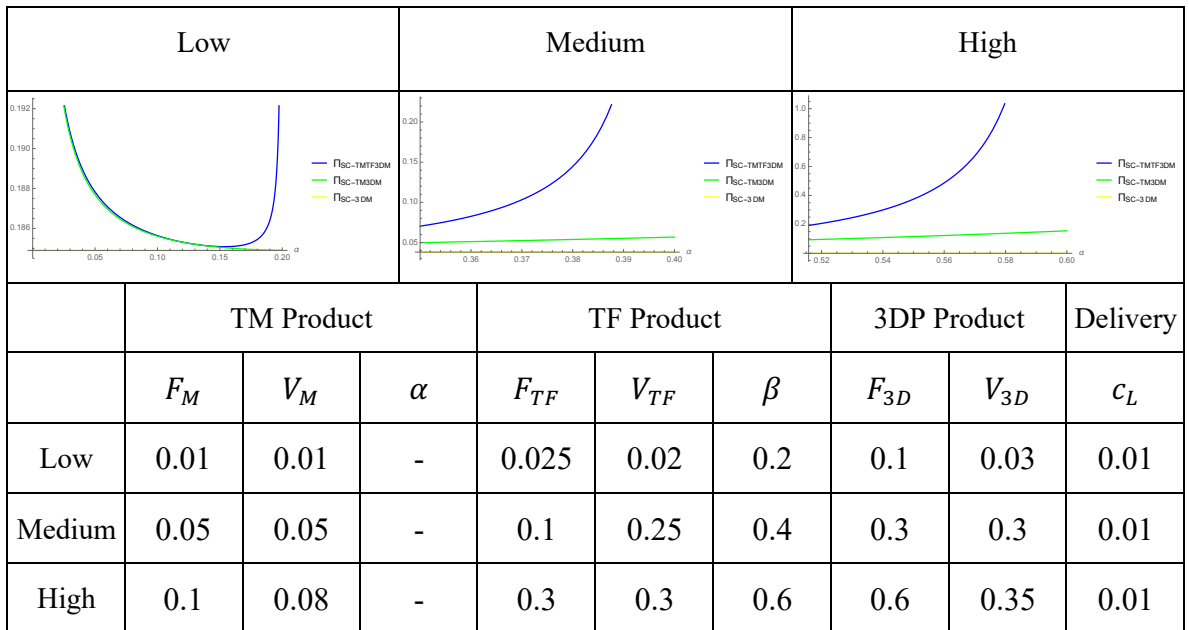 Low Medium High
0.192
0.190
0.188
0.186
0.05 0.10 0.15 0.20
α
Π_SC-TMTF3DM
Π_SC-TM3DM
Π_SC-3 DM
0.20
0.15
0.10
0.05
0.36 0.37 0.38 0.39 0.40
α
Π_SC-TMTF3DM
Π_SC-TM3DM
Π_SC-3 DM
1.0
0.8
0.6
0.4
0.2
0.52 0.54 0.56 0.58 0.60
α
Π_SC-TMTF3DM
Π_SC-TM3DM
Π_SC-3 DM
TM Product TF Product 3DP Product Delivery
F_M V_M α F_TF V_TF β F_3D V_3D c_L
Low 0.01 0.01 - 0.025 0.02 0.2 0.1 0.03 0.01
Medium 0.05 0.05 - 0.1 0.25 0.4 0.3 0.3 0.01
High 0.1 0.08 - 0.3 0.3 0.6 0.6 0.35 0.01